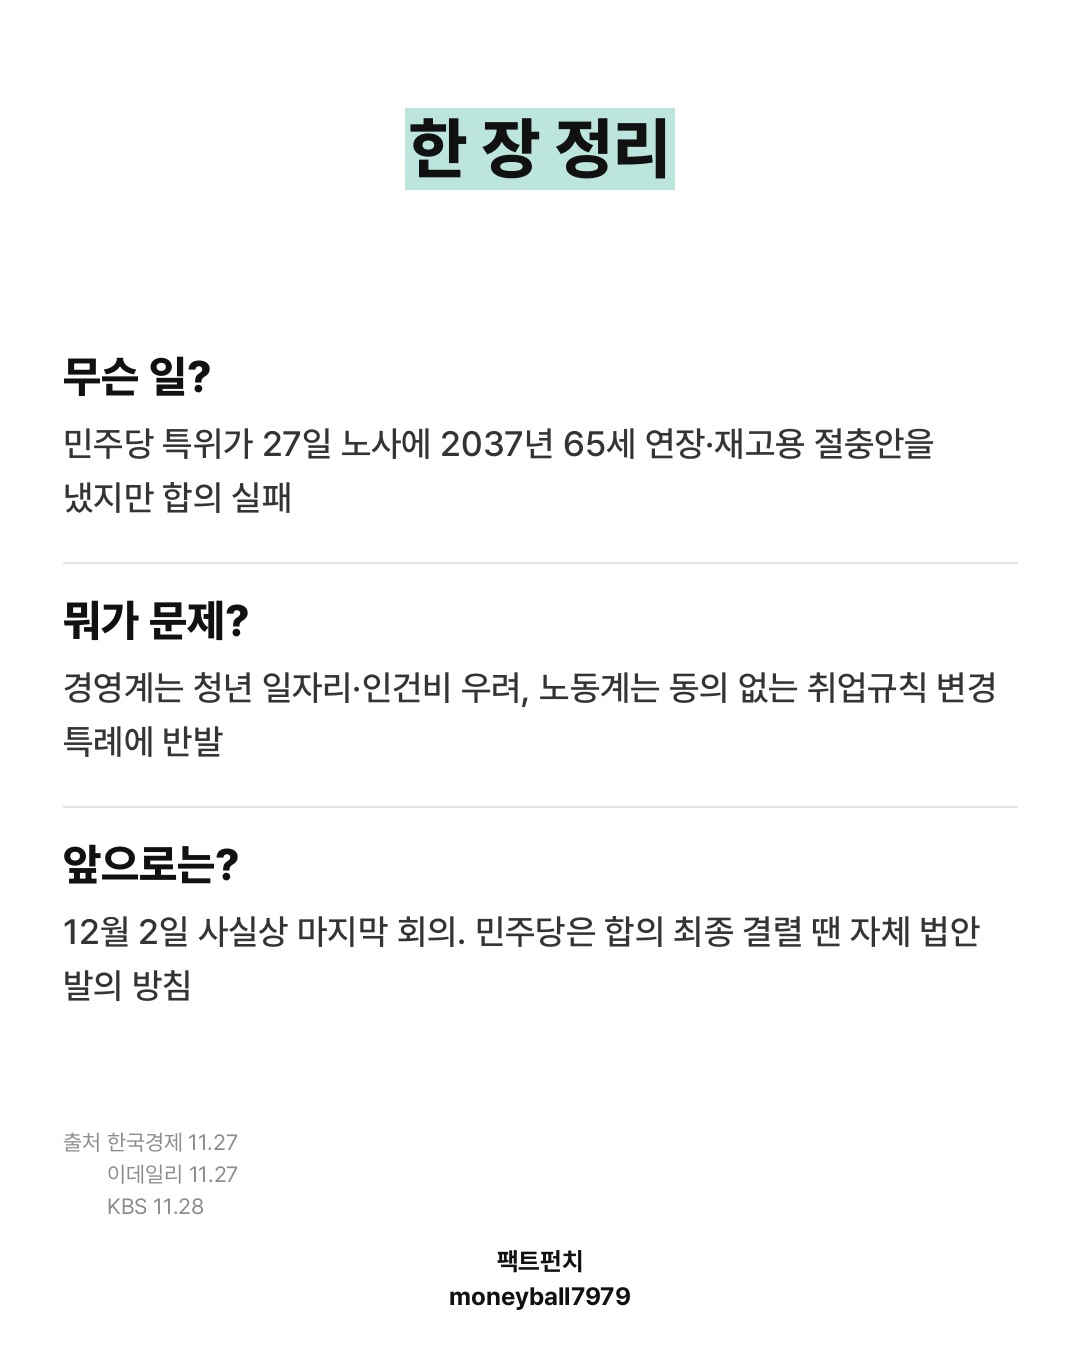 한 장 정리
무슨 일?
민주당 특위가 27일 노사에 2037년 65세 연장·재고용 절충안을
냈지만 합의 실패
뭐가 문제?
경영계는 청년 일자리·인건비 우려, 노동계는 동의 없는 취업규칙 변경
특례에 반발
앞으로는?
12월 2일 사실상 마지막 회의. 민주당은 합의 최종 결렬 땐 자체 법안
발의 방침
출처 한국경제 11.27
이데일리 11.27
KBS 11.28
팩트펀치
moneyball7979